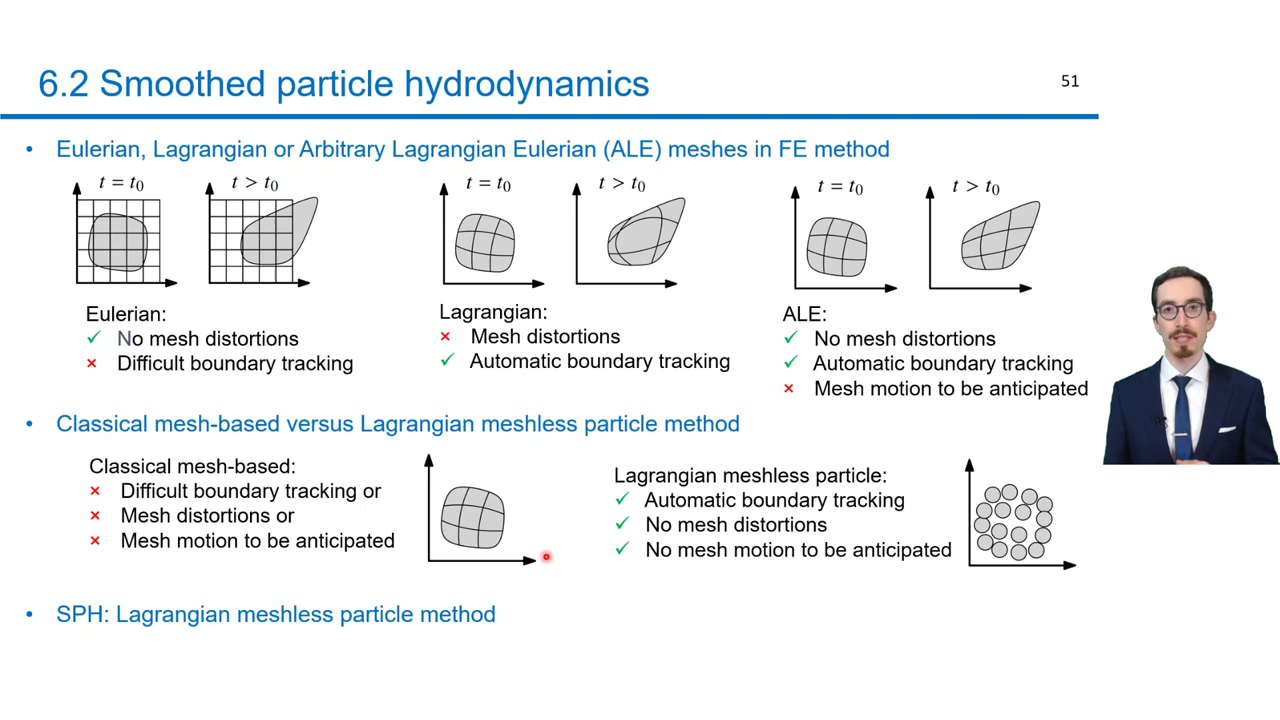 6.2 Smoothed particle hydrodynamics
51
• Eulerian, Lagrangian or Arbitrary Lagrangian Eulerian (ALE) meshes in FE method
t = t₀
t > t₀
t = t₀
t > t₀
t = t₀
t > t₀
Eulerian:
✓ No mesh distortions
× Difficult boundary tracking
Lagrangian:
× Mesh distortions
✓ Automatic boundary tracking
ALE:
✓ No mesh distortions
✓ Automatic boundary tracking
× Mesh motion to be anticipated
• Classical mesh-based versus Lagrangian meshless particle method
Classical mesh-based:
× Difficult boundary tracking or
× Mesh distortions or
× Mesh motion to be anticipated
Lagrangian meshless particle:
✓ Automatic boundary tracking
✓ No mesh distortions
✓ No mesh motion to be anticipated
• SPH: Lagrangian meshless particle method